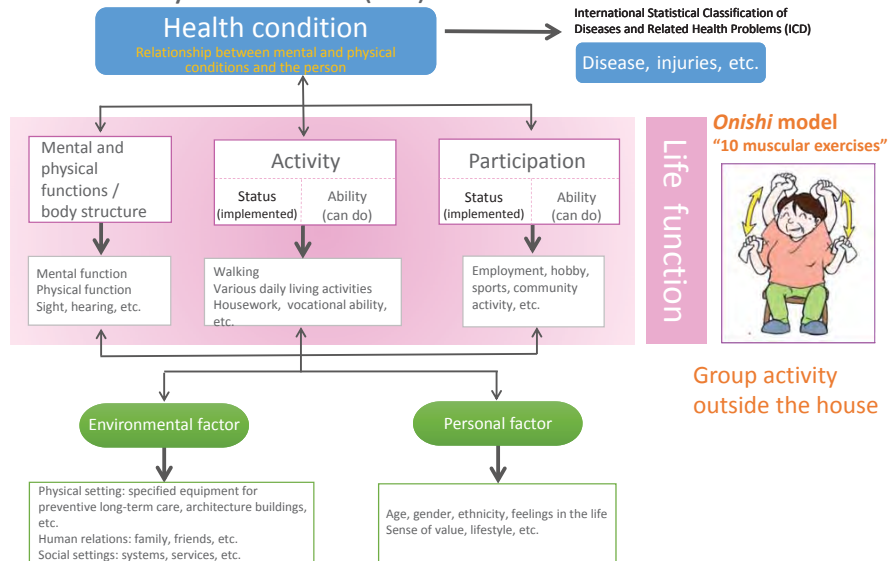 Health condition
Relationship between mental and physical
conditions and the person
International Statistical Classification of
Diseases and Related Health Problems (ICD)
Disease, injuries, etc.
Mental and
physical
functions /
body structure
Activity
Status
(implemented)
Ability
(can do)
Participation
Status
(implemented)
Ability
(can do)
Mental function
Physical function
Sight, hearing, etc.
Walking
Various daily living activities
Housework, vocational ability,
etc.
Employment, hobby,
sports, community
activity, etc.
Life function
Onishi model
“10 muscular exercises”
Group activity
outside the house
Environmental factor
Personal factor
Physical setting: specified equipment for
preventive long-term care, architecture buildings,
etc.
Human relations: family, friends, etc.
Social settings: systems, services, etc.
Age, gender, ethnicity, feelings in the life
Sense of value, lifestyle, etc.